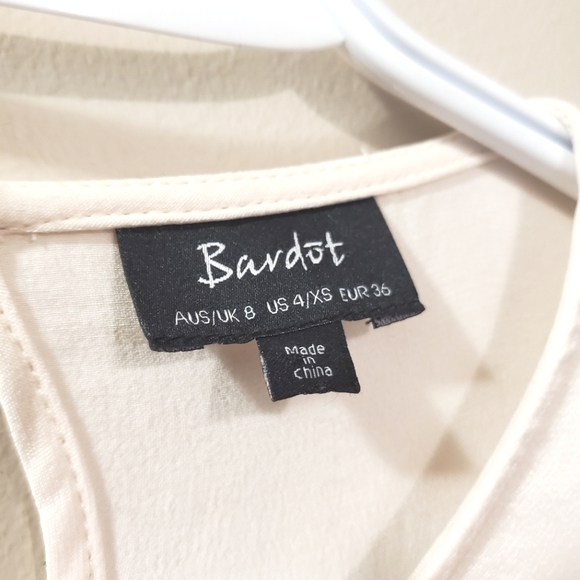 Bardot
AUS/UK 8 US 4/XS EUR 36
Made
in
China